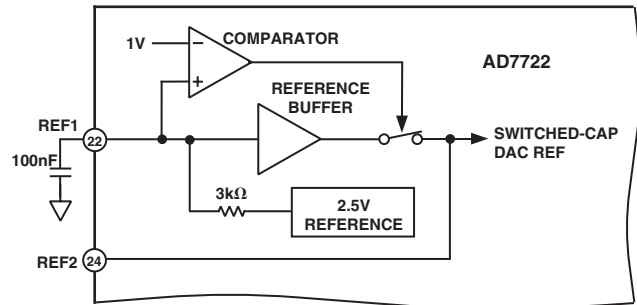 1V
−
+
COMPARATOR
AD7722
REFERENCE
BUFFER
REF1
22
100nF
SWITCHED-CAP
DAC REF
3kΩ
2.5V
REFERENCE
REF2
24